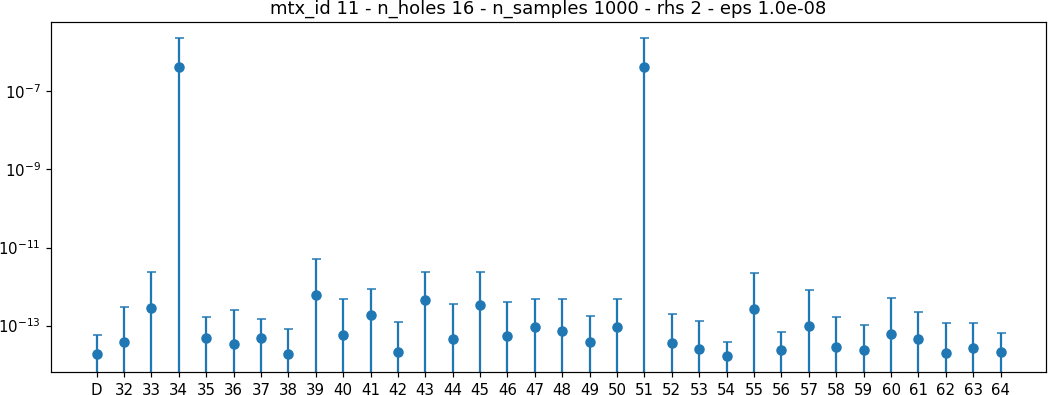 mtx_id 11 - n_holes 16 - n_samples 1000 - rhs 2 - eps 1.0e-08
10⁻⁷
10⁻⁹
10⁻¹¹
10⁻¹³
D 32 33 34 35 36 37 38 39 40 41 42 43 44 45 46 47 48 49 50 51 52 53 54 55 56 57 58 59 60 61 62 63 64